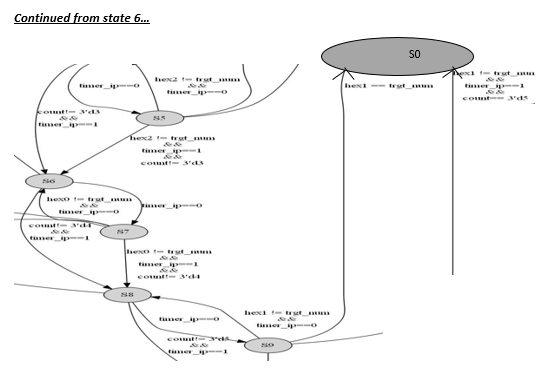 Continued from state 6…
S0
hex2 != trgt_num
&&
timer_ip==0
timer_ip==0
hex1 == trgt_num
hex1 != trgt_num
&&
timer_ip==1
&&
count== 3'd5
count!= 3'd3
&&
timer_ip==1
S5
hex2 != trgt_num
&&
timer_ip==1
&&
count!= 3'd3
S6
hex0 != trgt_num
&&
timer_ip==0
timer_ip==0
count!= 3'd4
&&
timer_ip==1
S7
hex0 != trgt_num
&&
timer_ip==1
&&
count!= 3'd4
S8
timer_ip==0
hex1 != trgt_num
&&
timer_ip==0
count!= 3'd5
&&
timer_ip==1
S9